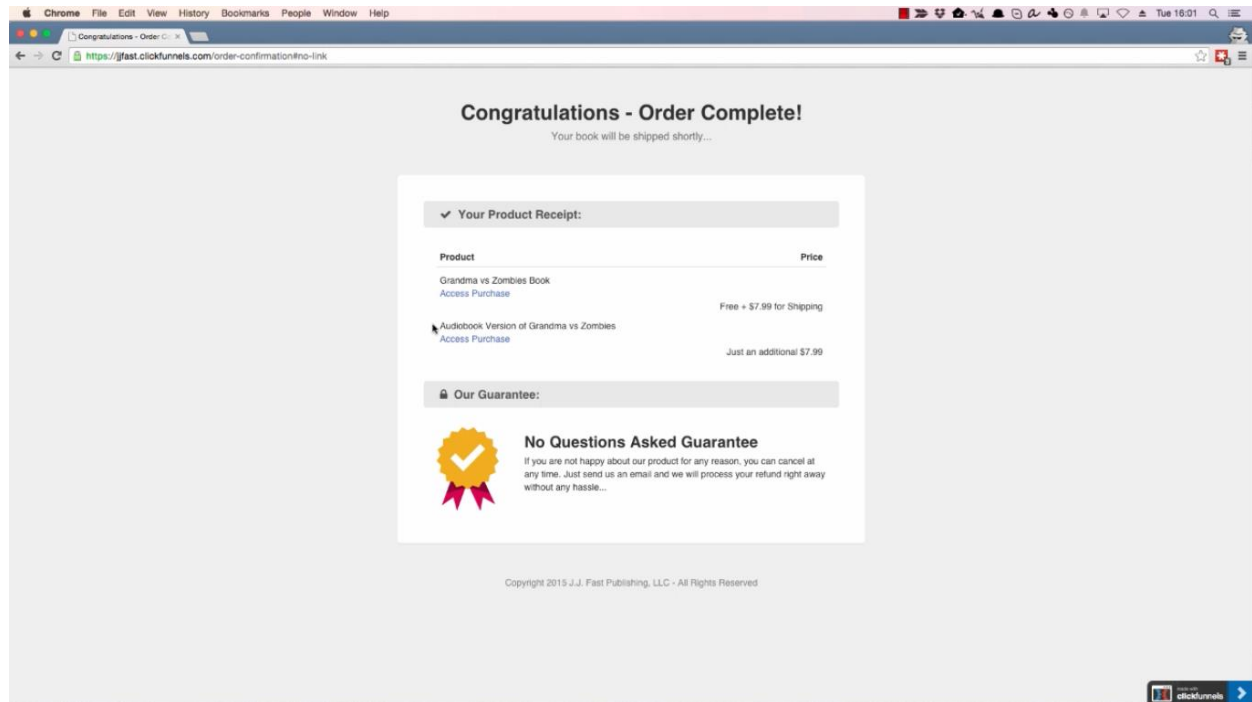 Chrome File Edit View History Bookmarks People Window Help
Tue 16:01
Congratulations - Order
https://jjfast.clickfunnels.com/order-confirmation#no-link
Congratulations - Order Complete!
Your book will be shipped shortly...
Your Product Receipt:
Product Price
Grandma vs Zombies Book
Access Purchase
Free + $7.99 for Shipping
Audiobook Version of Grandma vs Zombies
Access Purchase
Just an additional $7.99
Our Guarantee:
No Questions Asked Guarantee
If you are not happy about our product for any reason, you can cancel at
any time. Just send us an email and we will process your refund right away
without any hassle...
Copyright 2015 J.J. Fast Publishing, LLC - All Rights Reserved
made with
clickfunnels